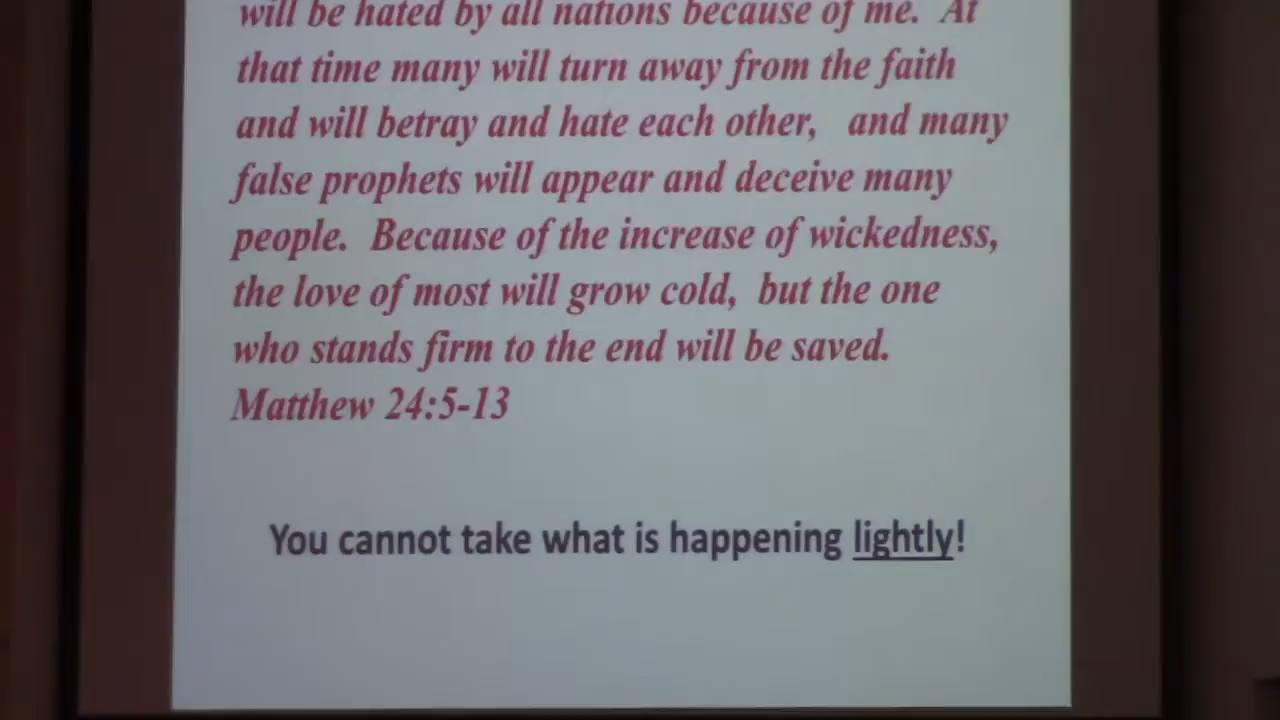 will be hated by all nations because of me. At
that time many will turn away from the faith
and will betray and hate each other, and many
false prophets will appear and deceive many
people. Because of the increase of wickedness,
the love of most will grow cold, but the one
who stands firm to the end will be saved.
Matthew 24:5-13
You cannot take what is happening lightly!